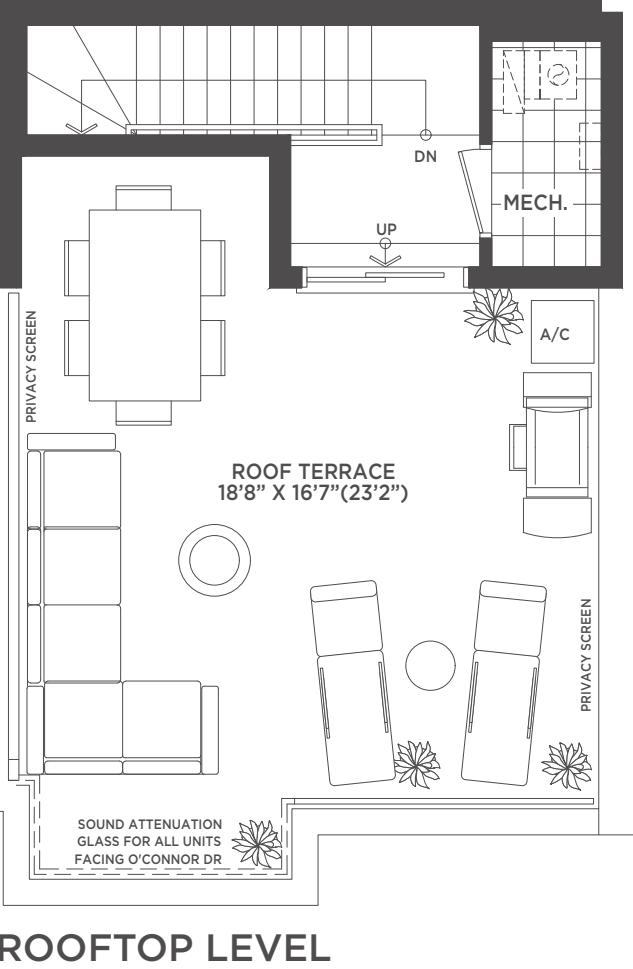 DN
MECH.
UP
PRIVACY SCREEN
A/C
ROOF TERRACE
18’8” X 16’7”(23’2”)
PRIVACY SCREEN
SOUND ATTENUATION
GLASS FOR ALL UNITS
FACING O’CONNOR DR
ROOFTOP LEVEL